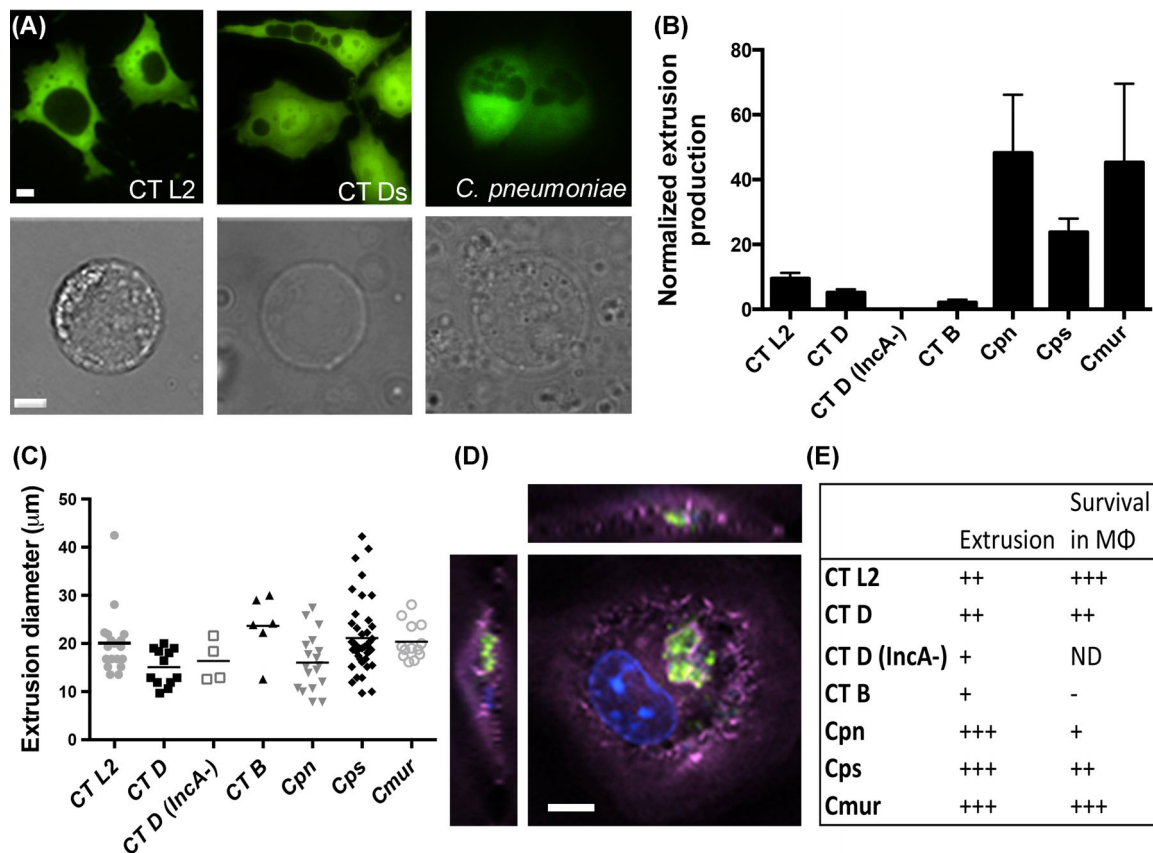 (A)
CT L2
CT Ds
C. pneumoniae
(B)
Normalized extrusion
production
80
60
40
20
0
CT L2
CT D
CT D (IncA-)
CT B
Cpn
Cps
Cmur
(C)
Extrusion diameter (μm)
50
40
30
20
10
0
CT L2
CT D
CT D (IncA-)
CT B
Cpn
Cps
Cmur
(D)
(E)
Survival
Extrusion in MΦ
CT L2 ++ +++
CT D ++ ++
CT D (IncA-) + ND
CT B + -
Cpn +++ +
Cps +++ ++
Cmur +++ +++